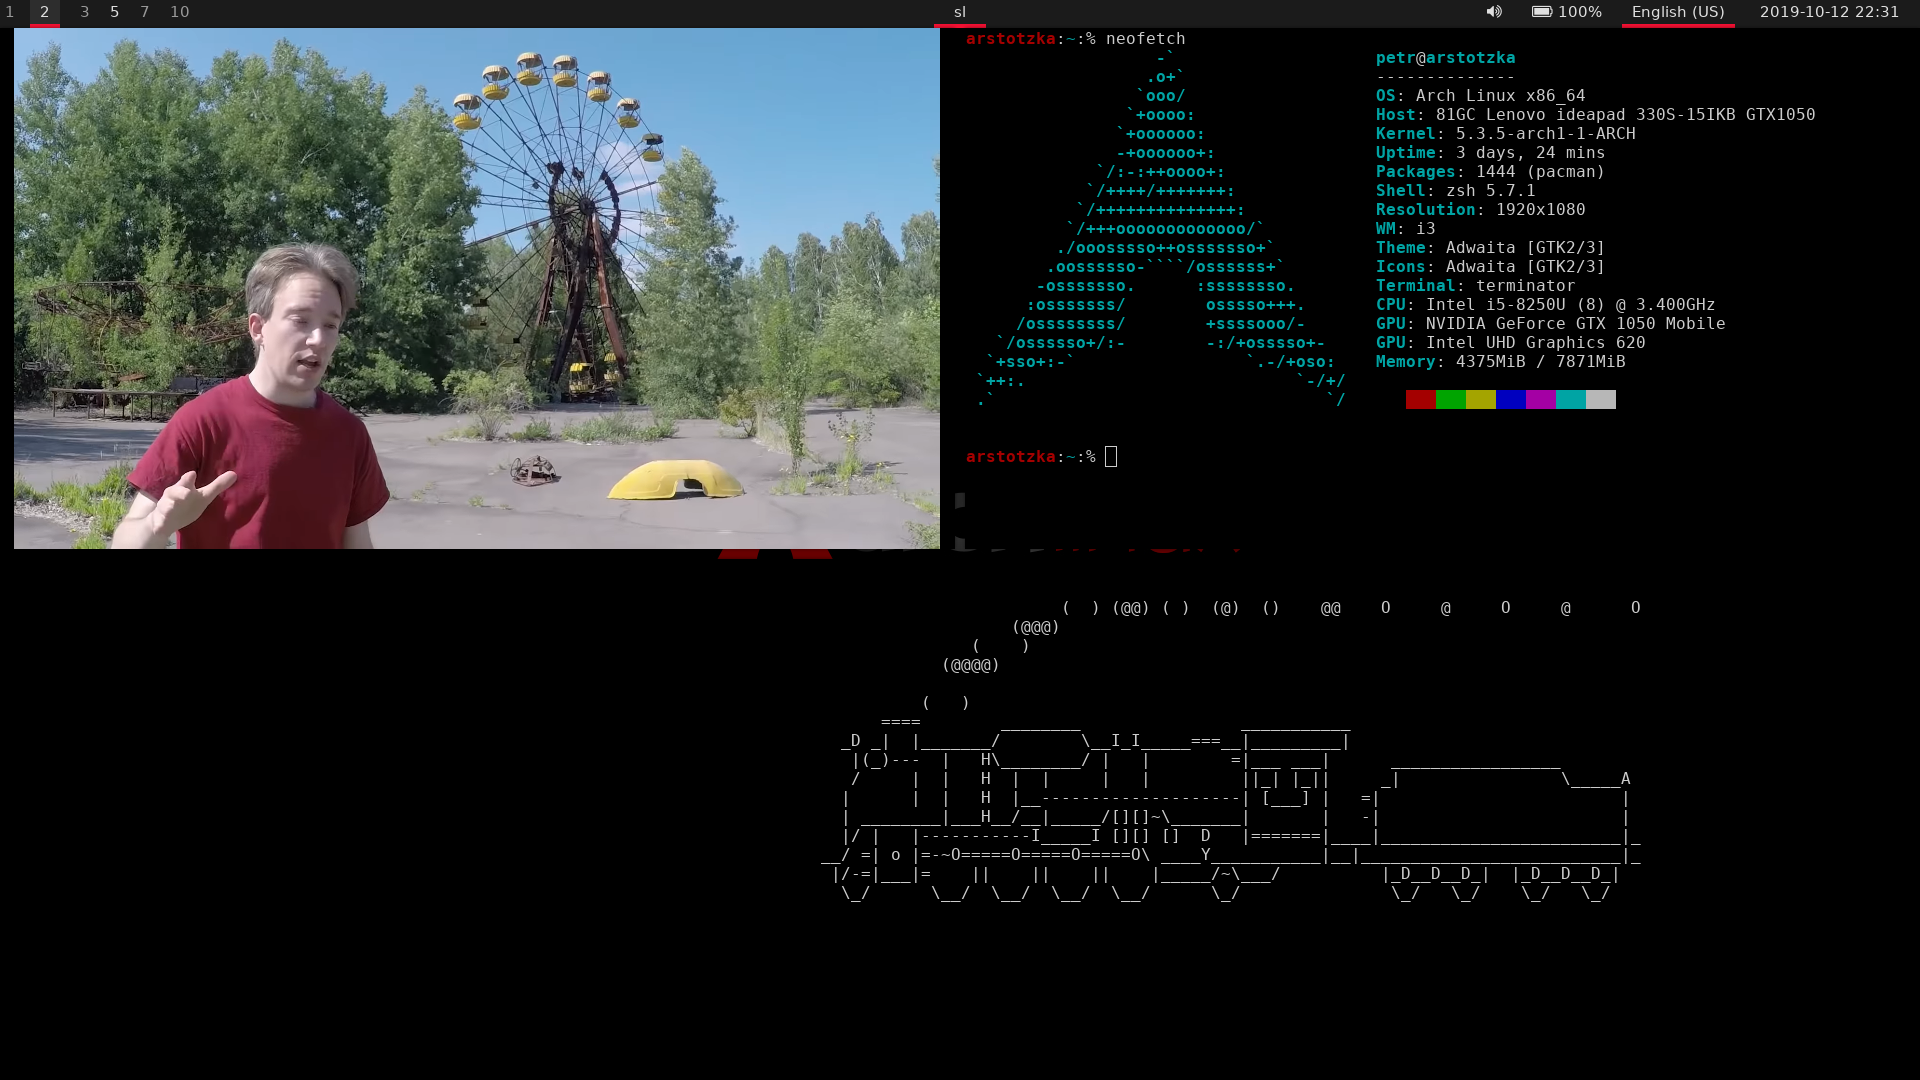 1 2 3 5 7 10 sl 100% English (US) 2019-10-12 22:31
arstotzka:~:% neofetch
petr@arstotzka
--------------
OS: Arch Linux x86_64
Host: 81GC Lenovo ideapad 330S-15IKB GTX1050
Kernel: 5.3.5-arch1-1-ARCH
Uptime: 3 days, 24 mins
Packages: 1444 (pacman)
Shell: zsh 5.7.1
Resolution: 1920x1080
WM: i3
Theme: Adwaita [GTK2/3]
Icons: Adwaita [GTK2/3]
Terminal: terminator
CPU: Intel i5-8250U (8) @ 3.400GHz
GPU: NVIDIA GeForce GTX 1050 Mobile
GPU: Intel UHD Graphics 620
Memory: 4375MiB / 7871MiB
arstotzka:~:%